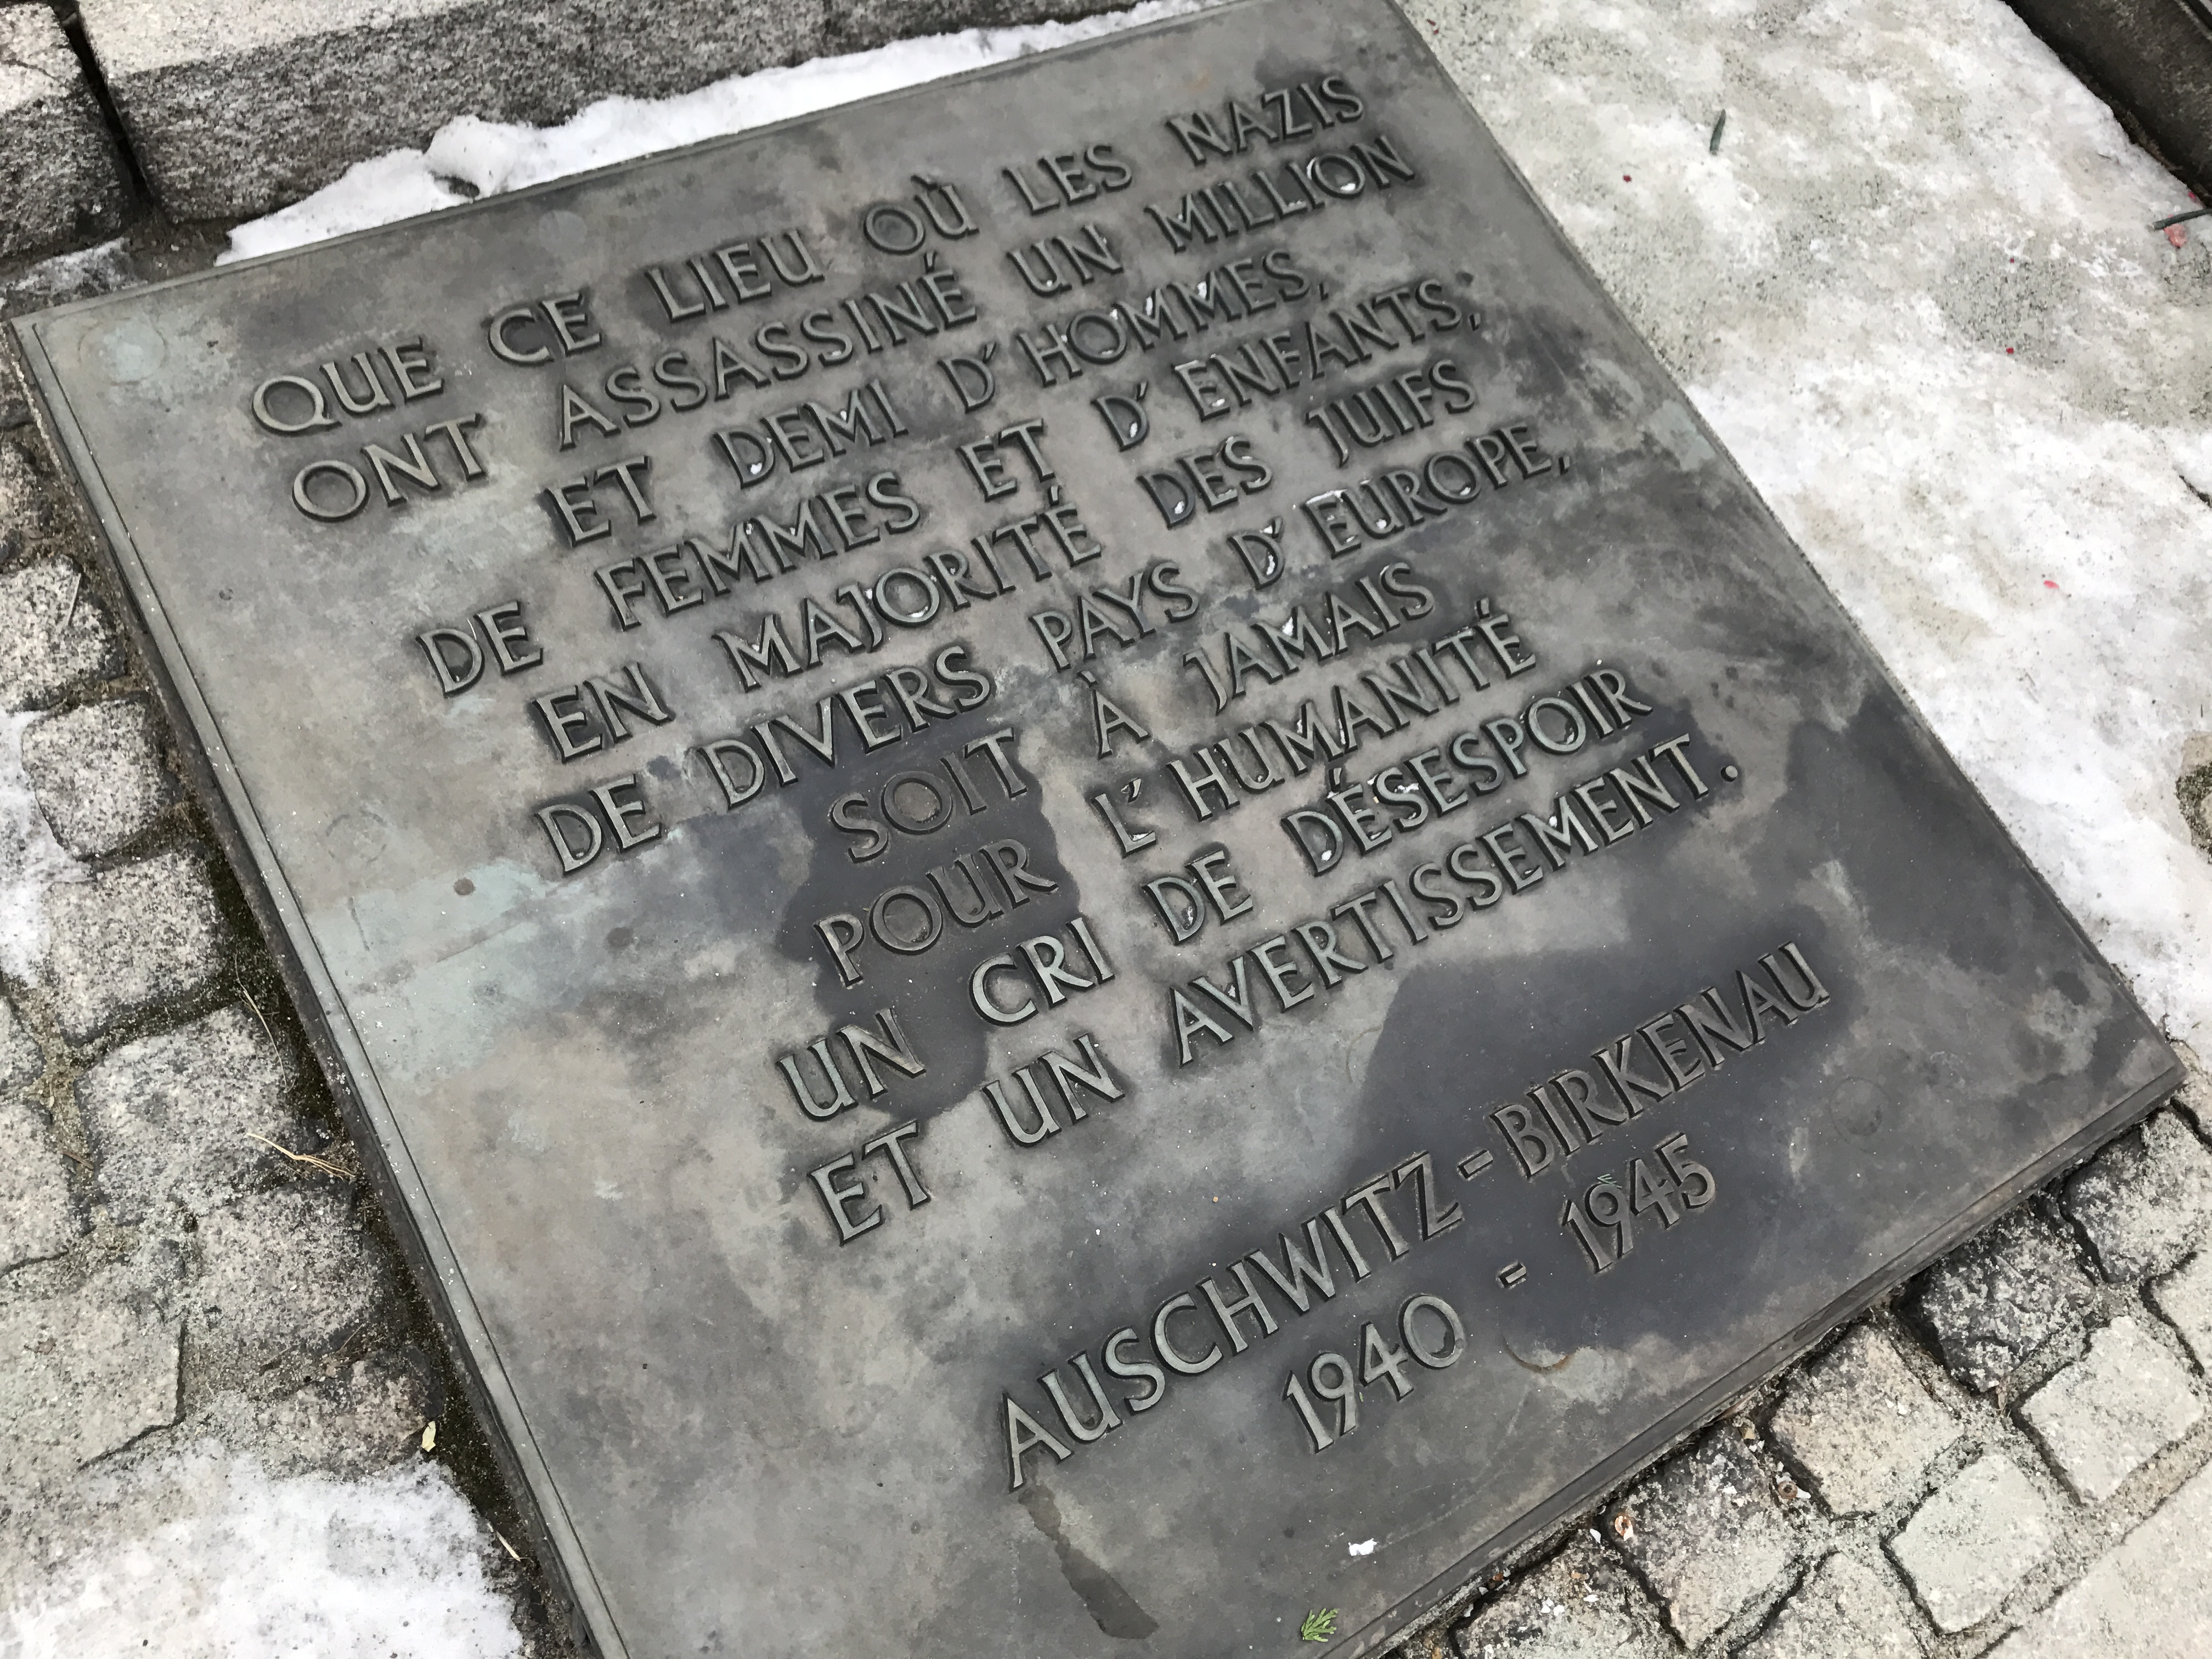 QUE CE LIEU OÙ LES NAZIS
ONT ASSASSINÉ UN MILLION
ET DEMI D'HOMMES,
DE FEMMES ET D'ENFANTS,
EN MAJORITÉ DES JUIFS
DE DIVERS PAYS D'EUROPE,
SOIT À JAMAIS
POUR L'HUMANITÉ
UN CRI DE DÉSESPOIR
ET UN AVERTISSEMENT.
AUSCHWITZ - BIRKENAU
1940 - 1945